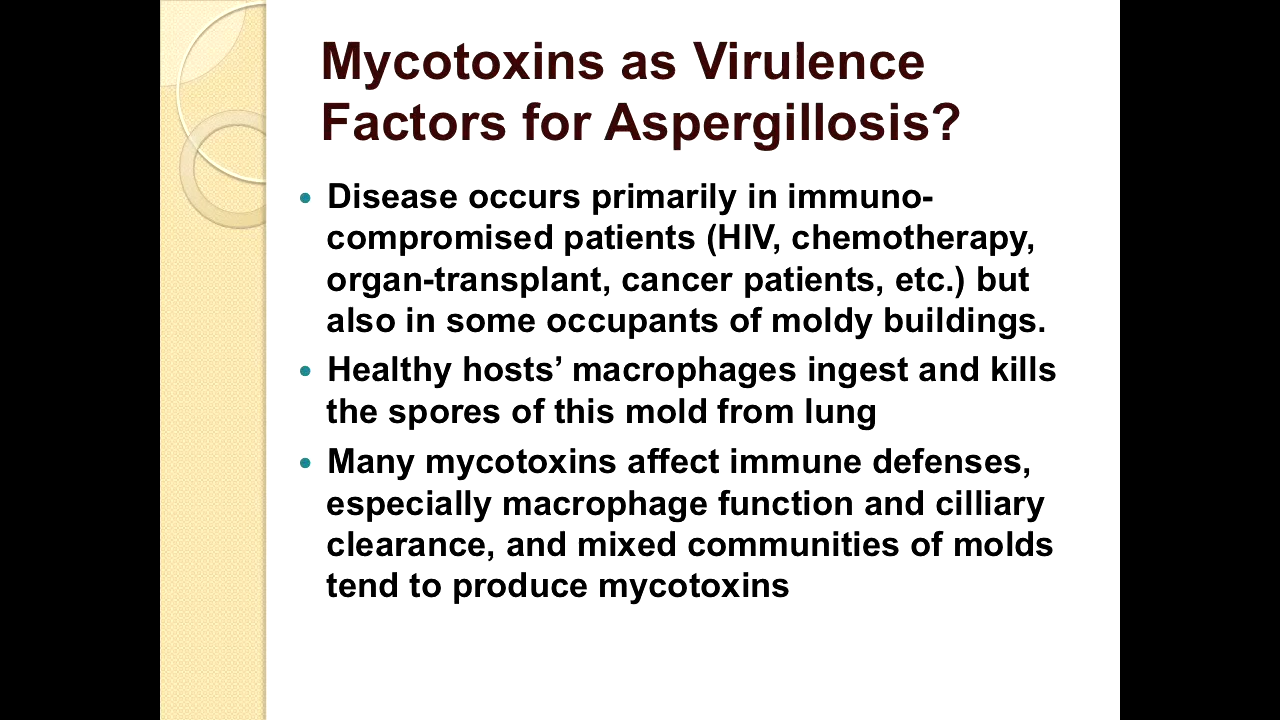 Mycotoxins as Virulence
Factors for Aspergillosis?
• Disease occurs primarily in immuno-
compromised patients (HIV, chemotherapy,
organ-transplant, cancer patients, etc.) but
also in some occupants of moldy buildings.
• Healthy hosts’ macrophages ingest and kills
the spores of this mold from lung
• Many mycotoxins affect immune defenses,
especially macrophage function and cilliary
clearance, and mixed communities of molds
tend to produce mycotoxins